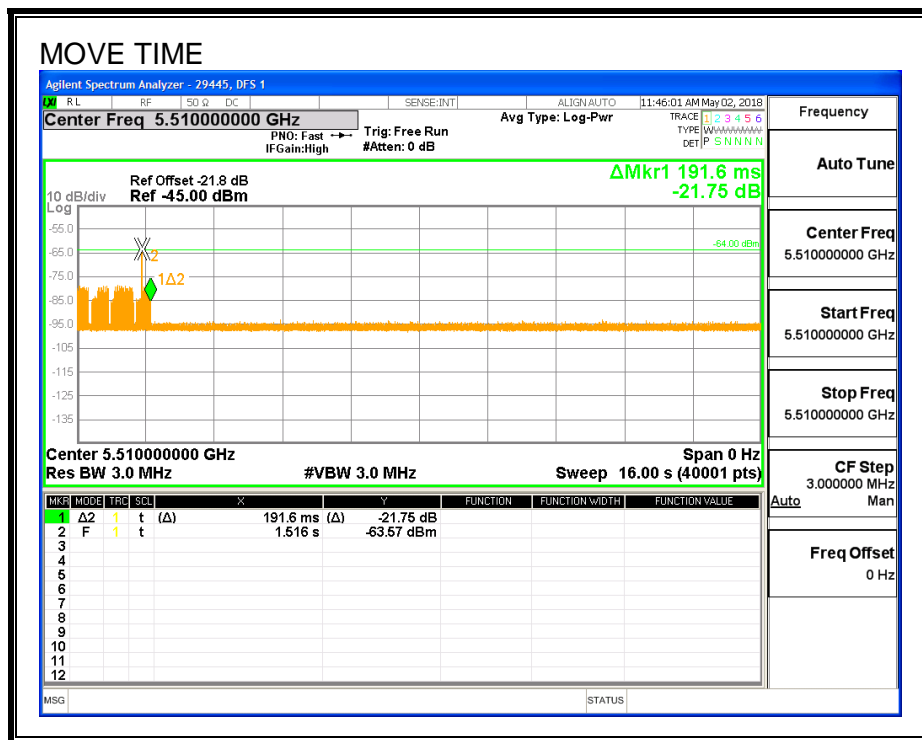 MOVE TIME
Agilent Spectrum Analyzer - 29445, DFS 1
LXI RL RF 50 Ω DC SENSE:INT ALIGN AUTO 11:46:01 AM May 02, 2018
Center Freq 5.510000000 GHz
PNO: Fast
IFGain:High
Trig: Free Run
#Atten: 0 dB
Avg Type: Log-Pwr
TRACE 1 2 3 4 5 6
TYPE WWWWWWW
DET P S N N N N
ΔMkr1 191.6 ms
-21.75 dB
Ref Offset -21.8 dB
10 dB/div Ref -45.00 dBm
Log
-55.0
-64.00 dBm
-65.0
2
-75.0
1Δ2
-85.0
-95.0
-105
-115
-125
-135
Center 5.510000000 GHz Span 0 Hz
Res BW 3.0 MHz #VBW 3.0 MHz Sweep 16.00 s (40001 pts)
MKR MODE TRC SCL X Y FUNCTION FUNCTION WIDTH FUNCTION VALUE
1 Δ2 1 t (Δ) 191.6 ms (Δ) -21.75 dB
2 F 1 t 1.516 s -63.57 dBm
3
4
5
6
7
8
9
10
11
12
MSG STATUS
Frequency
Auto Tune
Center Freq
5.510000000 GHz
Start Freq
5.510000000 GHz
Stop Freq
5.510000000 GHz
CF Step
3.000000 MHz
Auto Man
Freq Offset
0 Hz